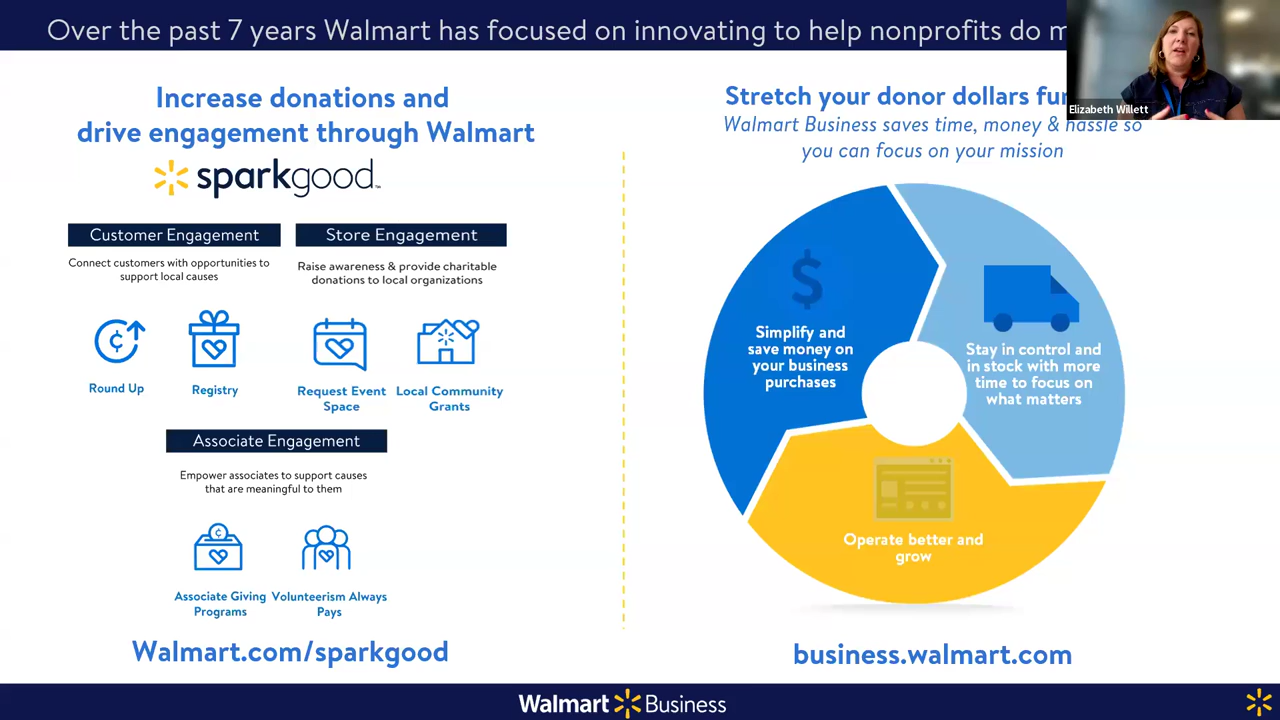 Over the past 7 years Walmart has focused on innovating to help nonprofits do
Elizabeth Willett
Increase donations and
drive engagement through Walmart
sparkgood™
Customer Engagement
Connect customers with opportunities to
support local causes
Round Up
Registry
Store Engagement
Raise awareness & provide charitable
donations to local organizations
Request Event
Space
Local Community
Grants
Associate Engagement
Empower associates to support causes
that are meaningful to them
Associate Giving
Programs
Volunteerism Always
Pays
Walmart.com/sparkgood
Stretch your donor dollars
Walmart Business saves time, money & hassle so
you can focus on your mission
$
Simplify and
save money on
your business
purchases
Stay in control and
in stock with more
time to focus on
what matters
Operate better and
grow
business.walmart.com
Walmart Business